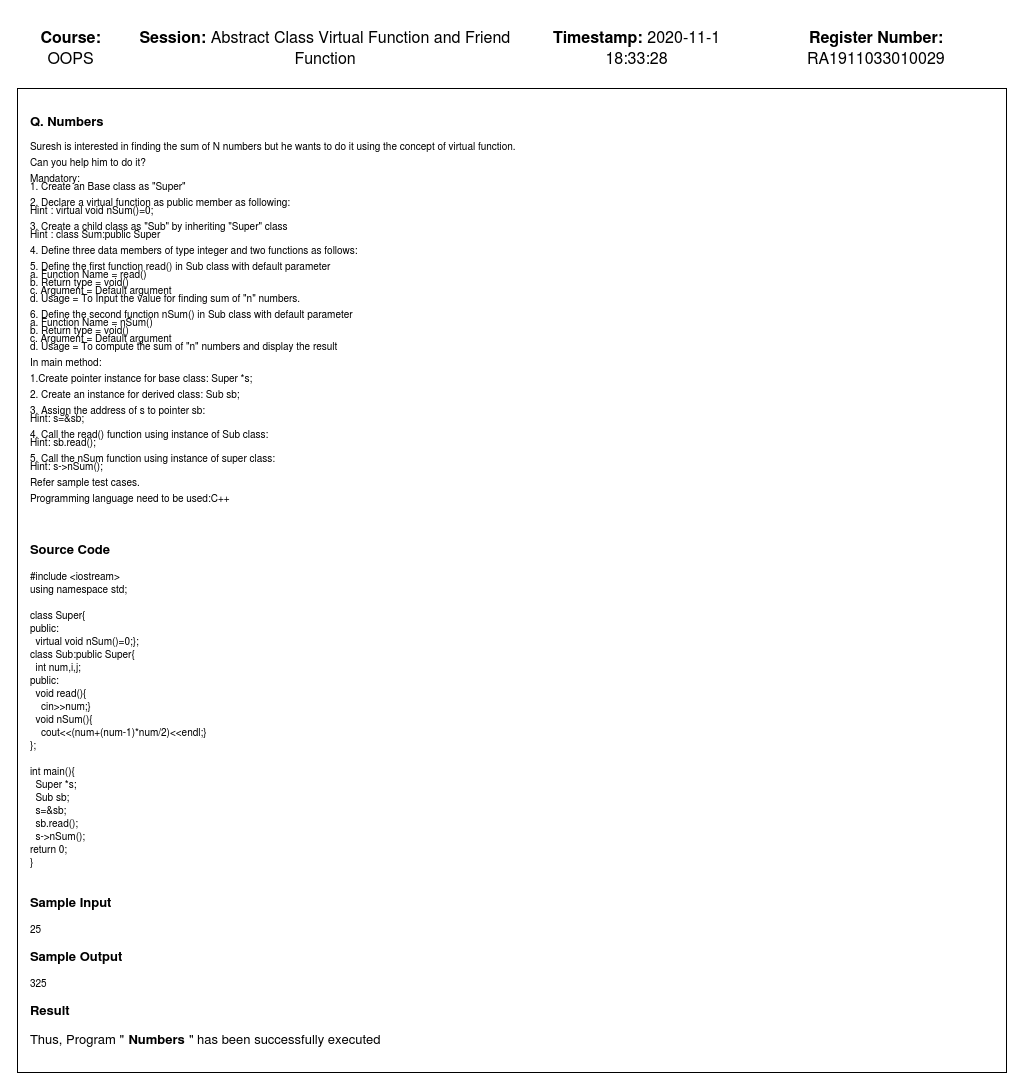 Course:
OOPS
Session: Abstract Class Virtual Function and Friend
Function
Timestamp: 2020-11-1
18:33:28
Register Number:
RA1911033010029
Q. Numbers
Suresh is interested in finding the sum of N numbers but he wants to do it using the concept of virtual function.
Can you help him to do it?
Mandatory:
1. Create an Base class as "Super"
2. Declare a virtual function as public member as following:
Hint : virtual void nSum()=0;
3. Create a child class as "Sub" by inheriting "Super" class
Hint : class Sum:public Super
4. Define three data members of type integer and two functions as follows:
5. Define the first function read() in Sub class with default parameter
a. Function Name = read()
b. Return type = void()
c. Argument = Default argument
d. Usage = To Input the value for finding sum of "n" numbers.
6. Define the second function nSum() in Sub class with default parameter
a. Function Name = nSum()
b. Return type = void()
c. Argument = Default argument
d. Usage = To compute the sum of "n" numbers and display the result
In main method:
1.Create pointer instance for base class: Super *s;
2. Create an instance for derived class: Sub sb;
3. Assign the address of s to pointer sb:
Hint: s=&sb;
4. Call the read() function using instance of Sub class:
Hint: sb.read();
5. Call the nSum function using instance of super class:
Hint: s->nSum();
Refer sample test cases.
Programming language need to be used:C++
Source Code
#include <iostream>
using namespace std;
class Super{
public:
virtual void nSum()=0;};
class Sub:public Super{
int num,i,j;
public:
void read(){
cin>>num;}
void nSum(){
cout<<(num+(num-1)*num/2)<<endl;}
};
int main(){
Super *s;
Sub sb;
s=&sb;
sb.read();
s->nSum();
return 0;
}
Sample Input
25
Sample Output
325
Result
Thus, Program " Numbers " has been successfully executed